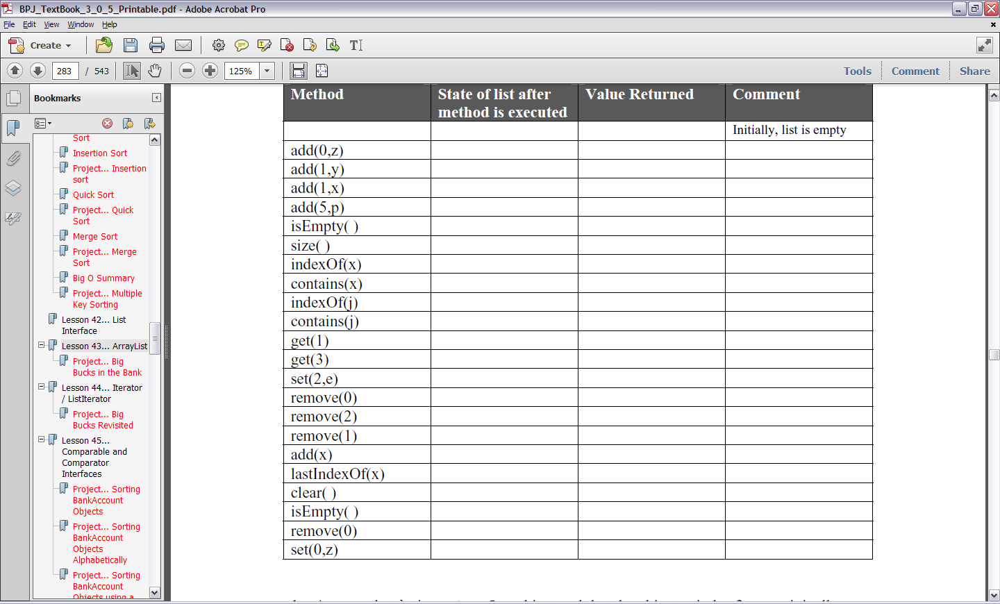 BPJ_TextBook_3_0_5_Printable.pdf - Adobe Acrobat Pro
File Edit View Window Help
Create
283 / 543 125% Tools Comment Share
Bookmarks
Sort
Insertion Sort
Project... Insertion
sort
Quick Sort
Project... Quick
Sort
Merge Sort
Project... Merge
Sort
Big O Summary
Project... Multiple
Key Sorting
Lesson 42... List
Interface
Lesson 43... ArrayList
Project... Big
Bucks in the Bank
Lesson 44... Iterator
/ ListIterator
Project... Big
Bucks Revisited
Lesson 45...
Comparable and
Comparator
Interfaces
Project... Sorting
BankAccount
Objects
Project... Sorting
BankAccount
Objects
Alphabetically
Project... Sorting
BankAccount
Objects using a
Method State of list after Value Returned Comment
method is executed
Initially, list is empty
add(0,z)
add(1,y)
add(1,x)
add(5,p)
isEmpty( )
size( )
indexOf(x)
contains(x)
indexOf(j)
contains(j)
get(1)
get(3)
set(2,e)
remove(0)
remove(2)
remove(1)
add(x)
lastIndexOf(x)
clear( )
isEmpty( )
remove(0)
set(0,z)